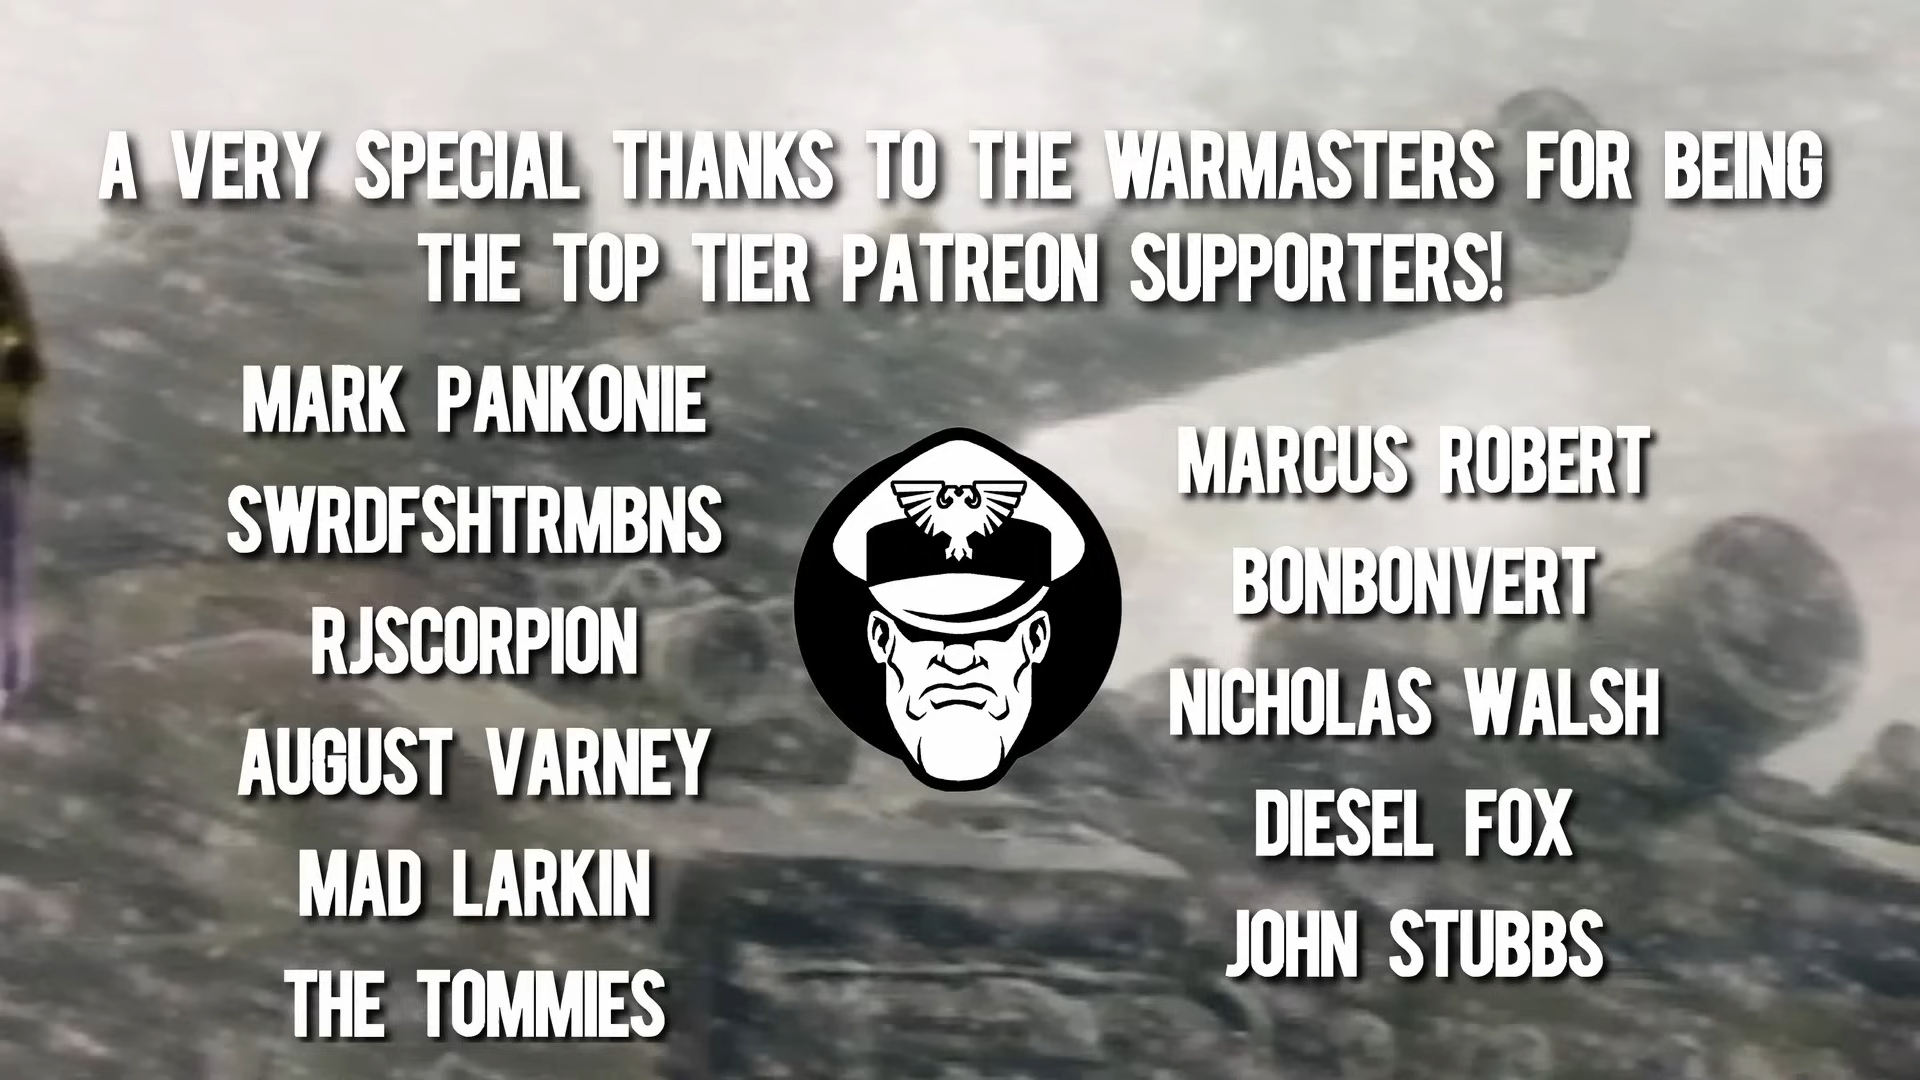 A VERY SPECIAL THANKS TO THE WARMASTERS FOR BEING
THE TOP TIER PATREON SUPPORTERS!
MARK PANKONIE
SWRDFSHTRMBNS
RJSCORPION
AUGUST VARNEY
MAD LARKIN
THE TOMMIES
MARCUS ROBERT
BONBONVERT
NICHOLAS WALSH
DIESEL FOX
JOHN STUBBS